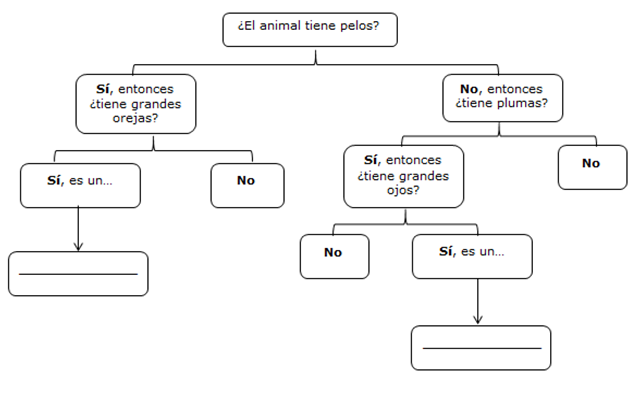 ¿El animal tiene pelos?
Sí, entonces
¿tiene grandes
orejas?
No, entonces
¿tiene plumas?
Sí, es un…
No
Sí, entonces
¿tiene grandes
ojos?
No
No
Sí, es un…